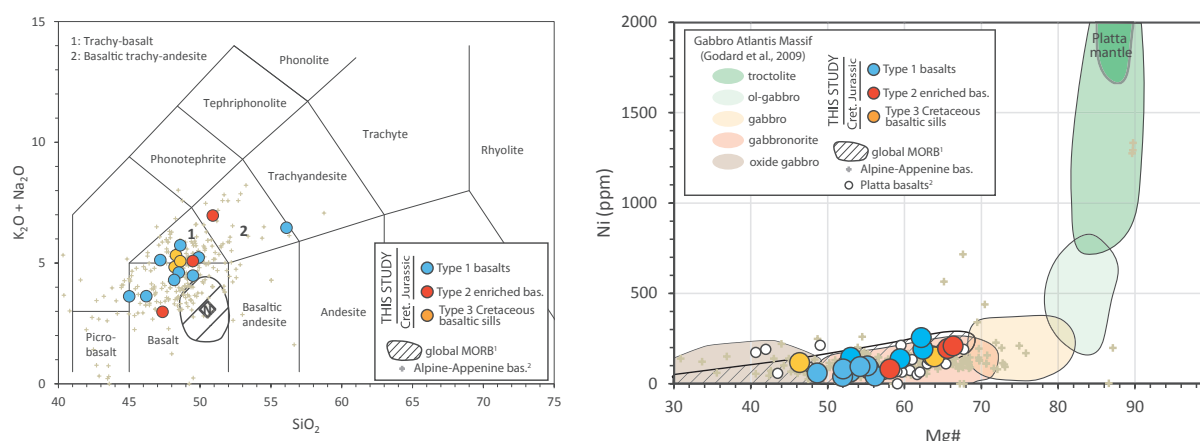 15
10
5
0
K2O + Na2O
1: Trachy-basalt
2: Basaltic trachy-andesite
Phonolite
Tephriphonolite
Trachyte
Rhyolite
Phonotephrite
Trachyandesite
1
2
Picro-
basalt
Basalt
Basaltic
andesite
Andesite
THIS STUDY
Cret. Jurassic
Type 1 basalts
Type 2 enriched bas.
Type 3 Cretaceous
basaltic sills
global MORB1
Alpine-Appenine bas.2
40 45 50 55 60 65 70 75
SiO2
2000
1500
1000
500
0
Ni (ppm)
Gabbro Atlantis Massif
(Godard et al., 2009)
troctolite
ol-gabbro
gabbro
gabbronorite
oxide gabbro
THIS STUDY
Cret. Jurassic
Type 1 basalts
Type 2 enriched bas.
Type 3 Cretaceous
basaltic sills
global MORB1
Alpine-Appenine bas.
Platta basalts2
Platta
mantle
30 40 50 60 70 80 90
Mg#